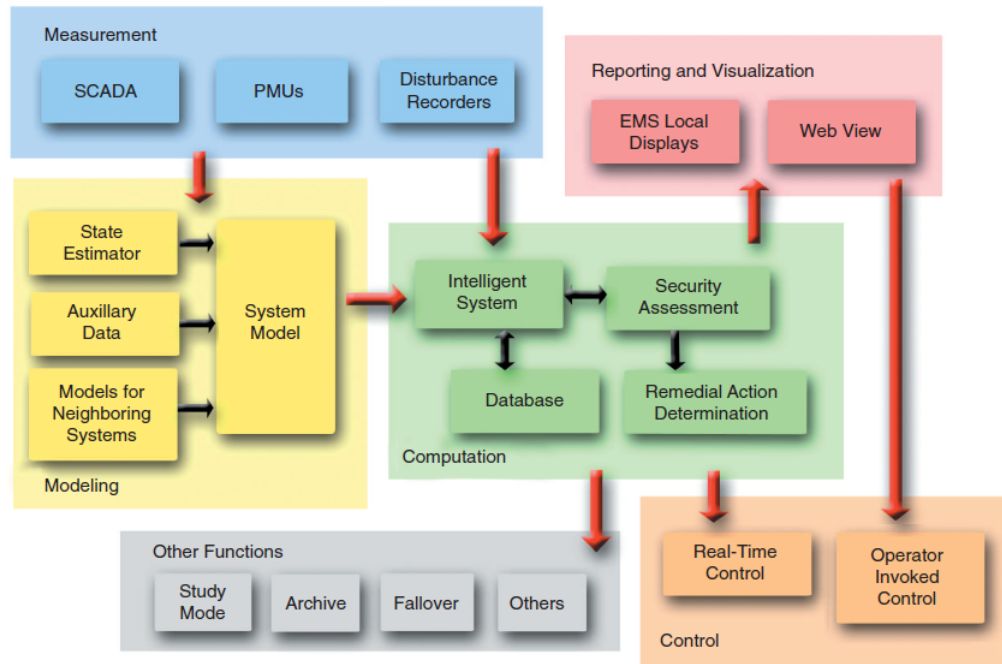 Measurement
SCADA
PMUs
Disturbance
Recorders
Reporting and Visualization
EMS Local
Displays
Web View
State
Estimator
Auxillary
Data
Models for
Neighboring
Systems
System
Model
Modeling
Intelligent
System
Security
Assessment
Database
Remedial Action
Determination
Computation
Other Functions
Study
Mode
Archive
Fallover
Others
Real-Time
Control
Operator
Invoked
Control
Control